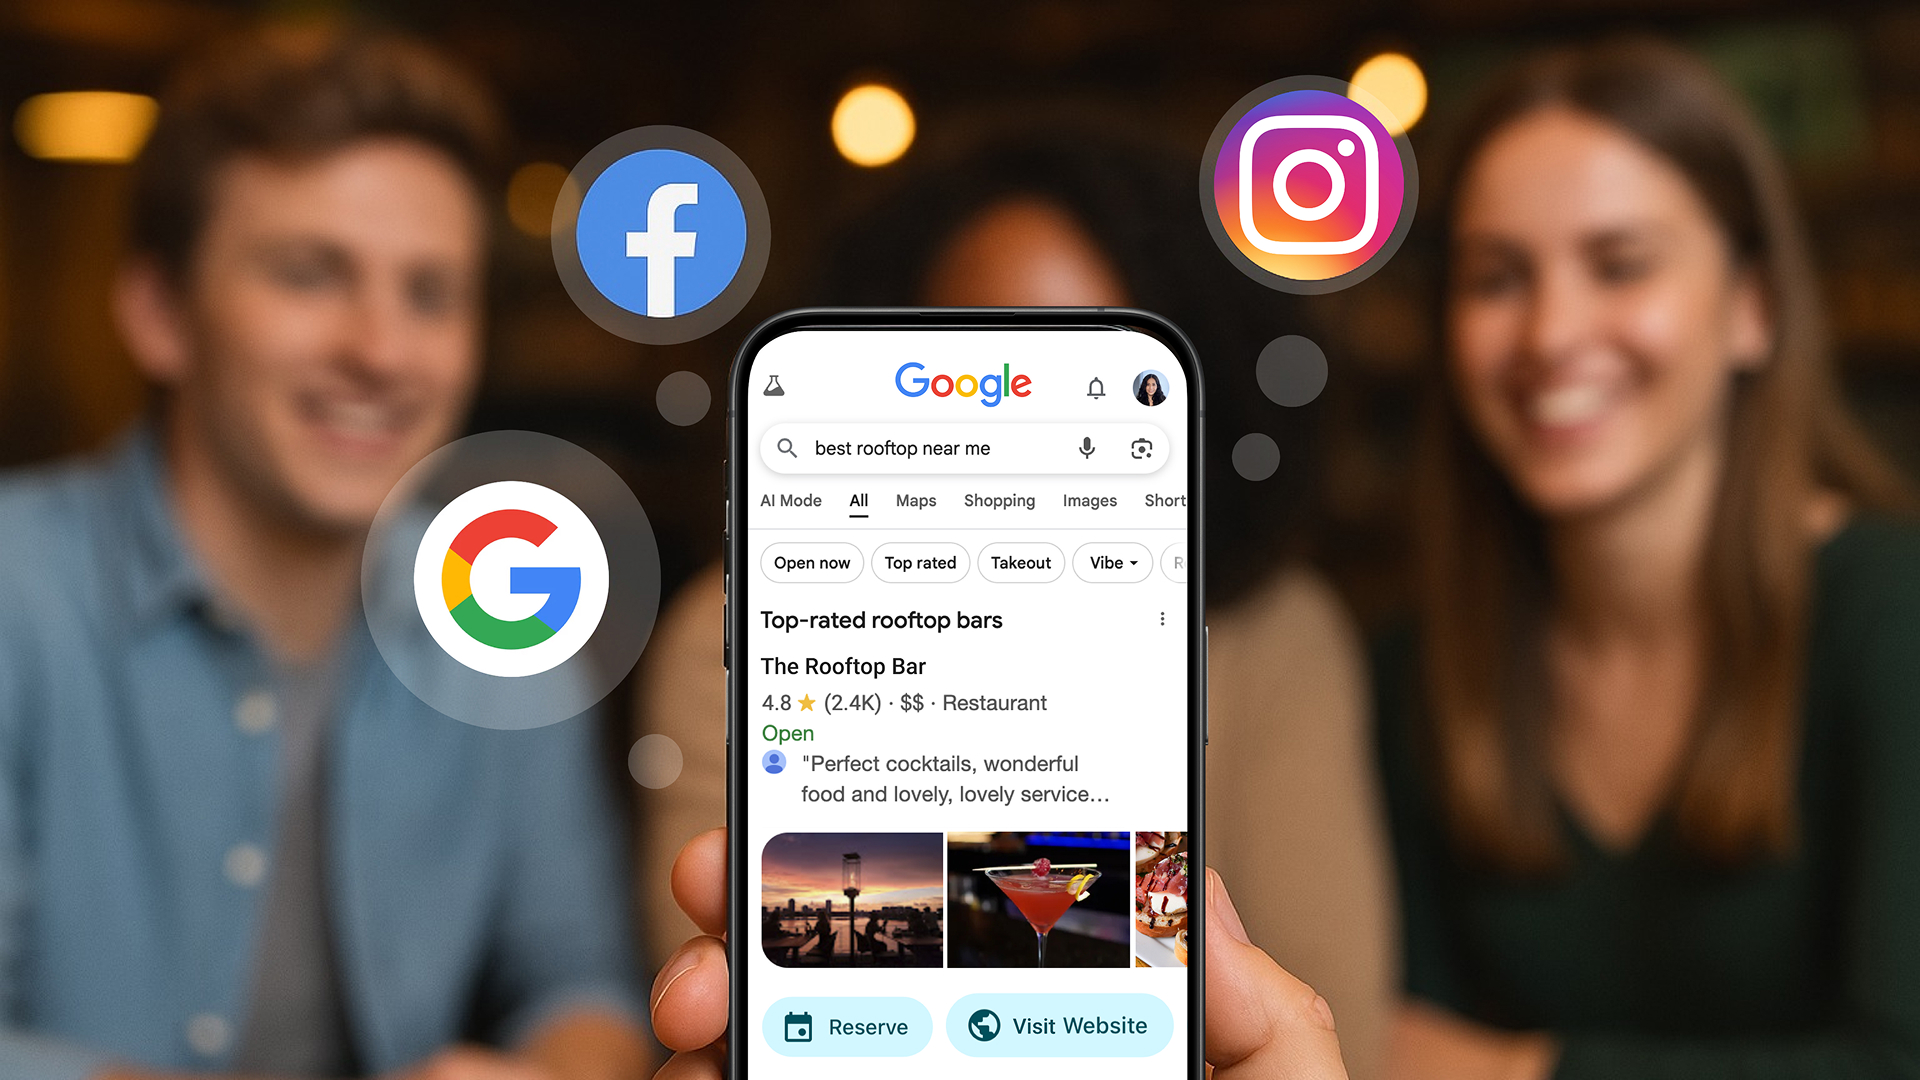 Google
best rooftop near me
AI Mode All Maps Shopping Images Short
Open now Top rated Takeout Vibe
Top-rated rooftop bars
The Rooftop Bar
4.8 ★ (2.4K) · $$ · Restaurant
Open
"Perfect cocktails, wonderful
food and lovely, lovely service...
Reserve Visit Website